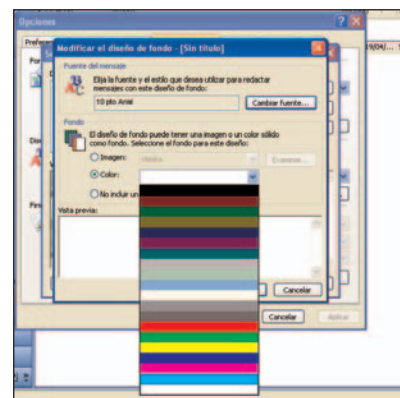 Opciones
19/04/...
Modificar el diseño de fondo - [Sin título]
Fuente del mensaje
Elija la fuente y el estilo que desea utilizar para redactar
mensajes con este diseño de fondo:
10 pto Arial
Cambiar fuente...
Fondo
El diseño de fondo puede tener una imagen o un color sólido
como fondo. Seleccione el fondo para este diseño:
Imagen:
Examinar...
Color:
No incluir un
Vista previa:
Cancelar
Cancelar
Aplicar